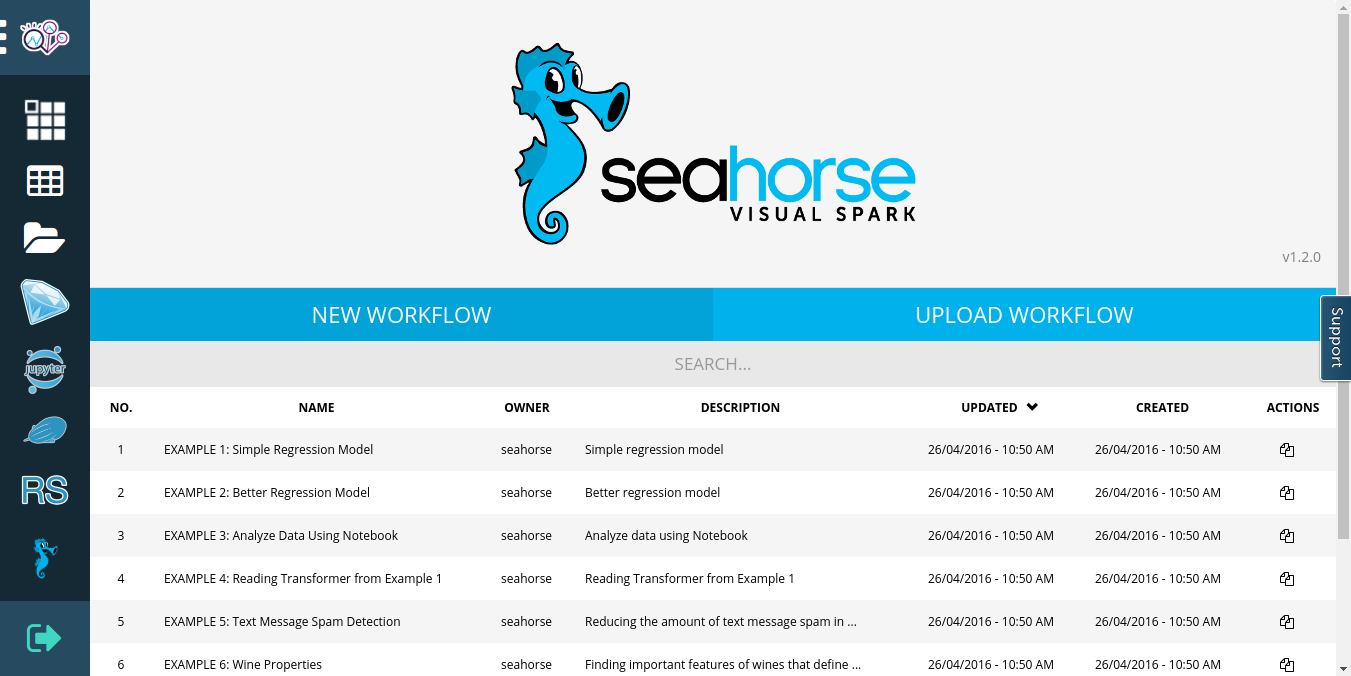 seahorse
VISUAL SPARK
v1.2.0
NEW WORKFLOW UPLOAD WORKFLOW
Support
SEARCH...
NO. NAME OWNER DESCRIPTION UPDATED CREATED ACTIONS
1 EXAMPLE 1: Simple Regression Model seahorse Simple regression model 26/04/2016 - 10:50 AM 26/04/2016 - 10:50 AM
2 EXAMPLE 2: Better Regression Model seahorse Better regression model 26/04/2016 - 10:50 AM 26/04/2016 - 10:50 AM
3 EXAMPLE 3: Analyze Data Using Notebook seahorse Analyze data using Notebook 26/04/2016 - 10:50 AM 26/04/2016 - 10:50 AM
4 EXAMPLE 4: Reading Transformer from Example 1 seahorse Reading Transformer from Example 1 26/04/2016 - 10:50 AM 26/04/2016 - 10:50 AM
5 EXAMPLE 5: Text Message Spam Detection seahorse Reducing the amount of text message spam in ... 26/04/2016 - 10:50 AM 26/04/2016 - 10:50 AM
6 EXAMPLE 6: Wine Properties seahorse Finding important features of wines that define ... 26/04/2016 - 10:50 AM 26/04/2016 - 10:50 AM
jupyter
RS